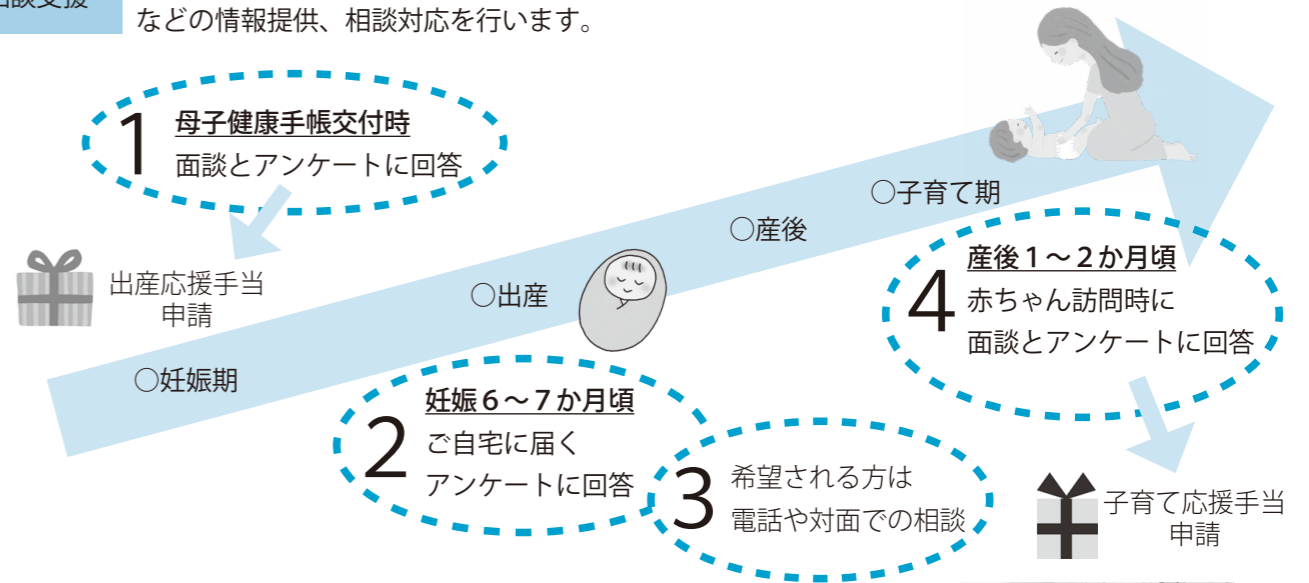 相談支援
などの情報提供、相談対応を行います。
1
母子健康手帳交付時
面談とアンケートに回答
出産応援手当
申請
○妊娠期
○出産
○産後
○子育て期
2
妊娠６～７か月頃
ご自宅に届く
アンケートに回答
3
希望される方は
電話や対面での相談
4
産後１～２か月頃
赤ちゃん訪問時に
面談とアンケートに回答
子育て応援手当
申請